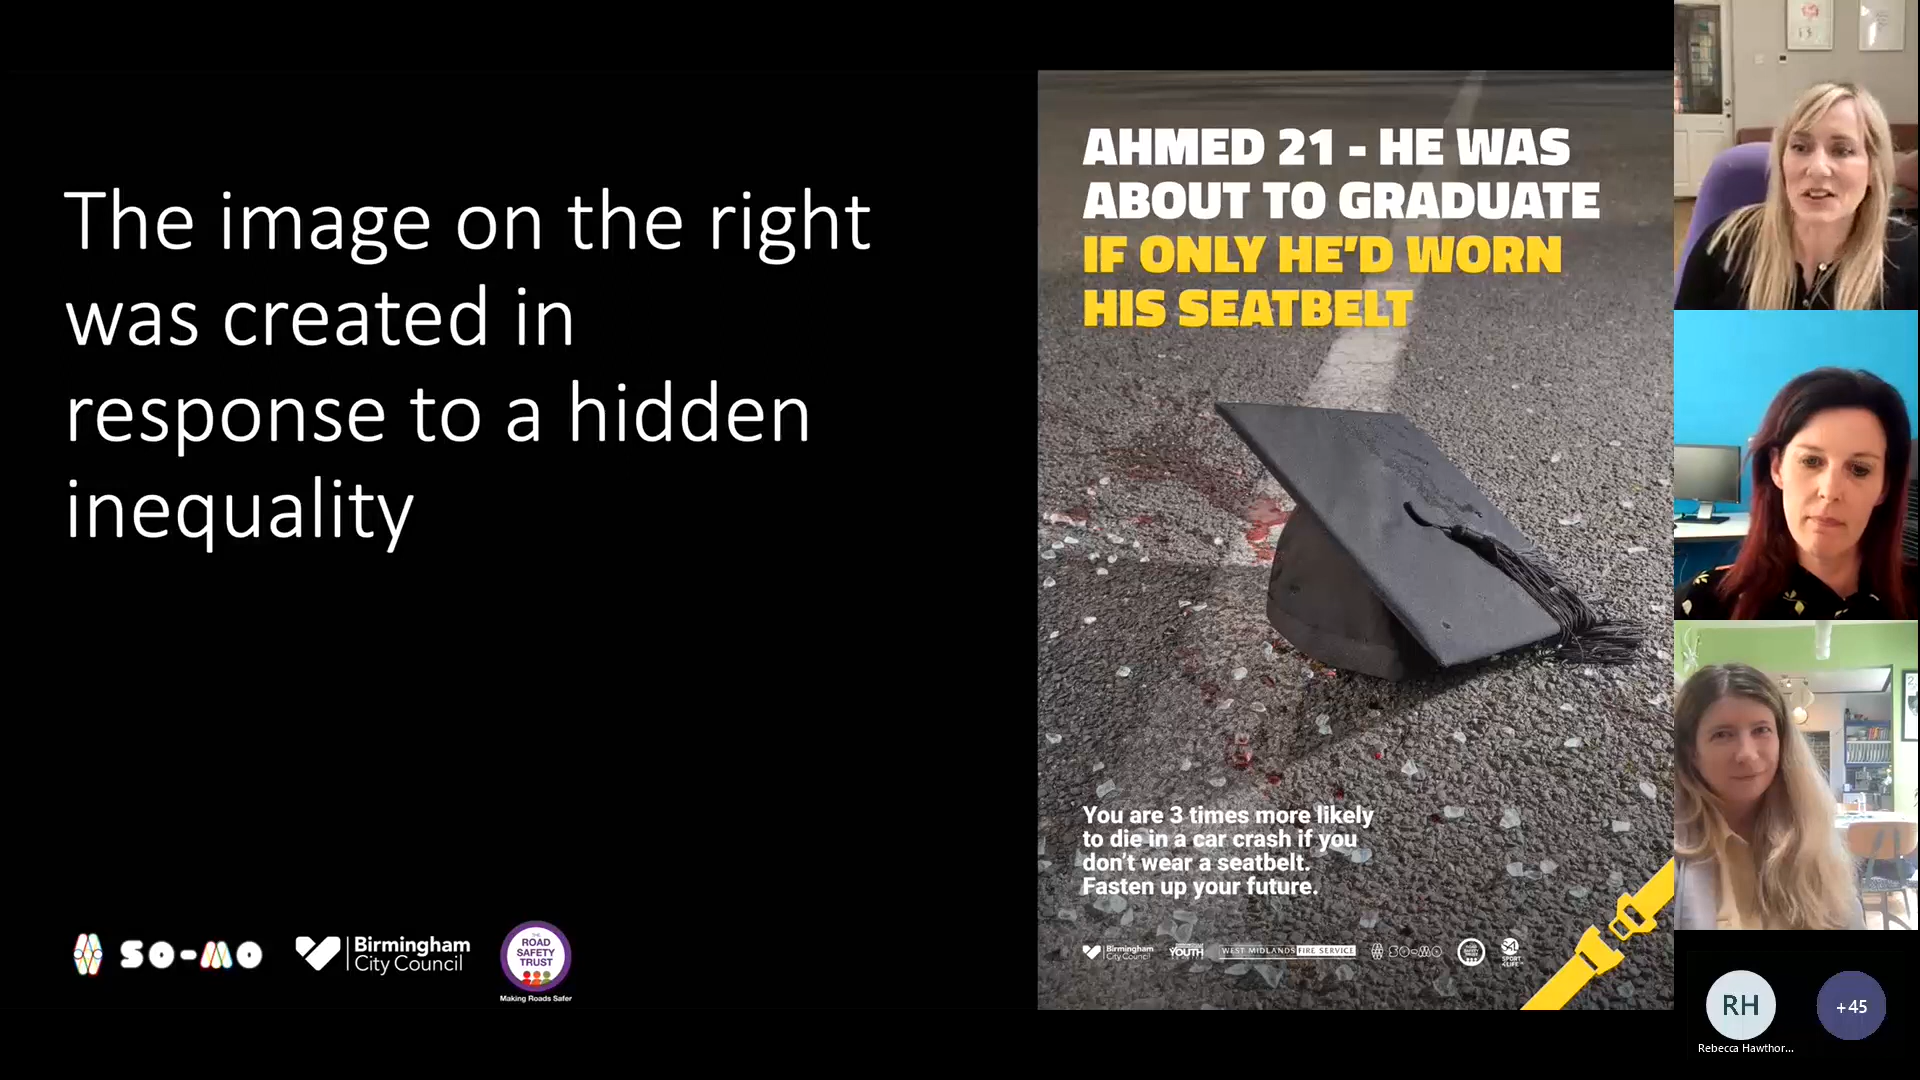 The image on the right
was created in
response to a hidden
inequality
SO-MO
Birmingham
City Council
THE
ROAD
SAFETY
TRUST
Making Roads Safer
AHMED 21 - HE WAS
ABOUT TO GRADUATE
IF ONLY HE'D WORN
HIS SEATBELT
You are 3 times more likely
to die in a car crash if you
don't wear a seatbelt.
Fasten up your future.
Birmingham
City Council
YOUTH
WEST MIDLANDS FIRE SERVICE
SO-MO
RH
+45
Rebecca Hawthor...